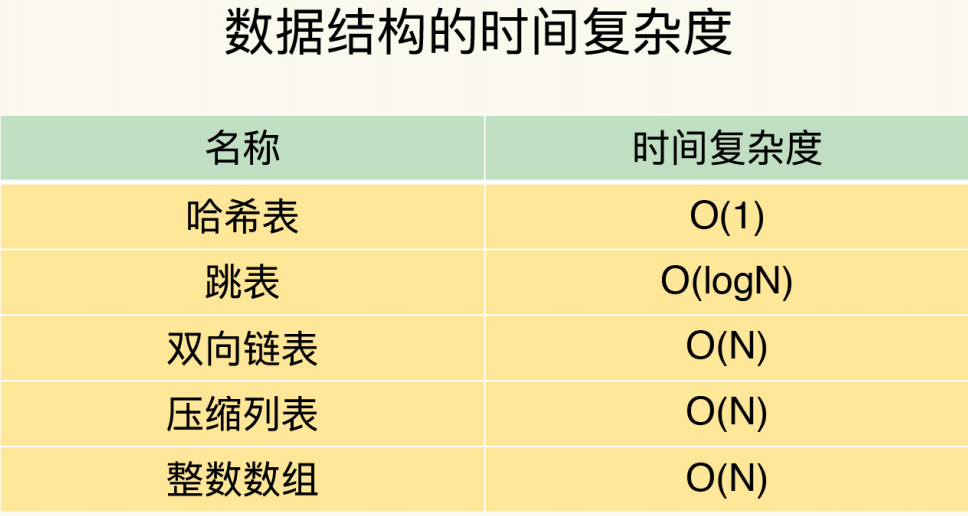 数据结构的时间复杂度
名称 时间复杂度
哈希表 O(1)
跳表 O(logN)
双向链表 O(N)
压缩列表 O(N)
整数数组 O(N)